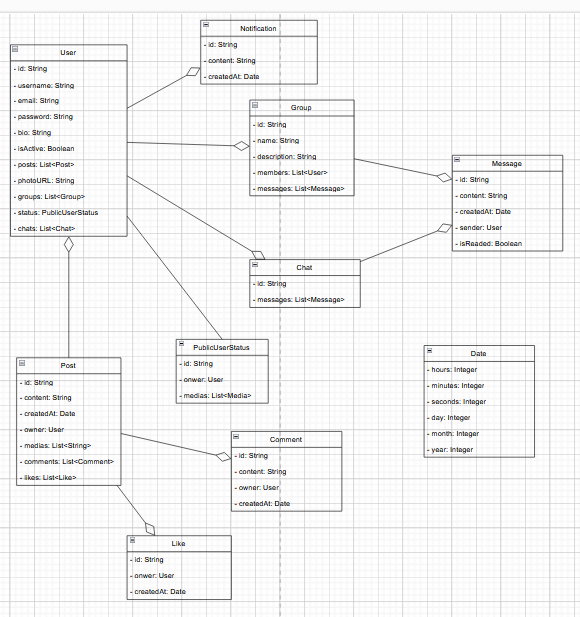 Notification
- id: String
- content: String
- createdAt: Date
User
- id: String
- username: String
- email: String
- password: String
- bio: String
- isActive: Boolean
- posts: List<Post>
- photoURL: String
- groups: List<Group>
- status: PublicUserStatus
- chats: List<Chat>
Group
- id: String
- name: String
- description: String
- members: List<User>
- messages: List<Message>
Message
- id: String
- content: String
- createdAt: Date
- sender: User
- isReaded: Boolean
Chat
- id: String
- messages: List<Message>
PublicUserStatus
- id: String
- onwer: User
- medias: List<Media>
Date
- hours: Integer
- minutes: Integer
- seconds: Integer
- day: Integer
- month: Integer
- year: Integer
Post
- id: String
- content: String
- createdAt: Date
- owner: User
- medias: List<String>
- comments: List<Comment>
- likes: List<Like>
Comment
- id: String
- content: String
- owner: User
- createdAt: Date
Like
- id: String
- onwer: User
- createdAt: Date